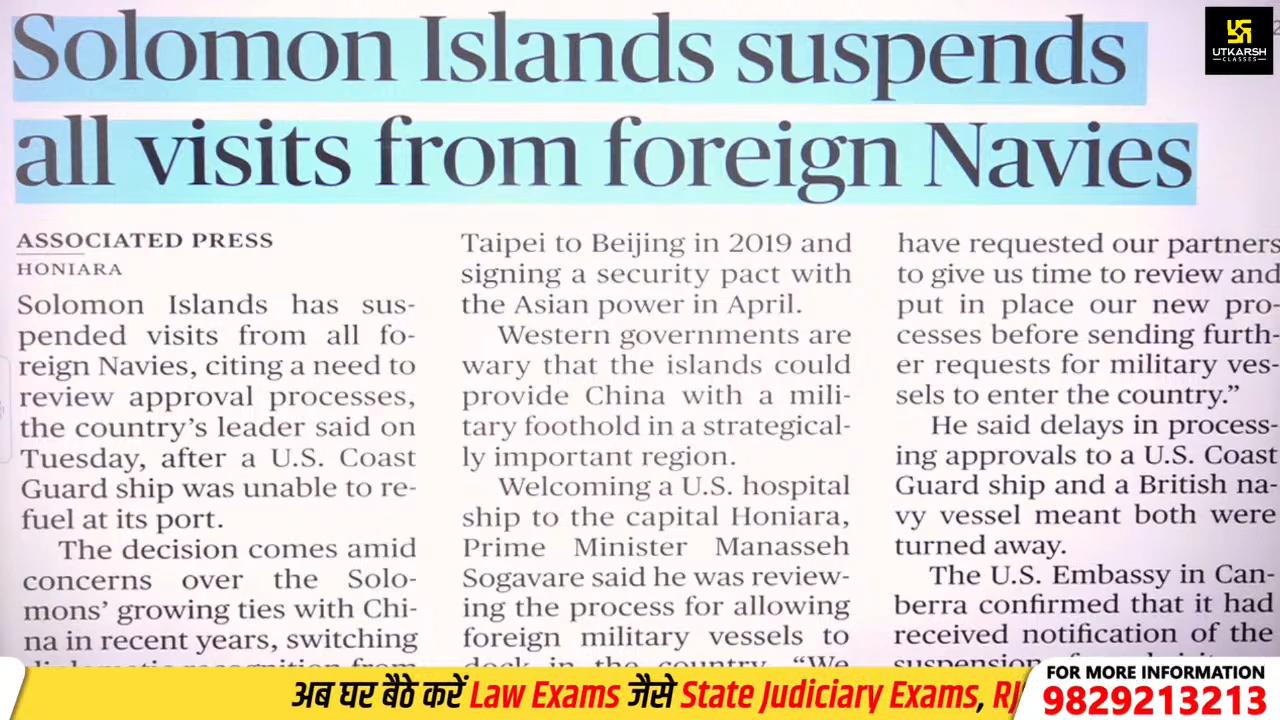 Solomon Islands suspends
all visits from foreign Navies
UTKARSH
CLASSES
ASSOCIATED PRESS
HONIARA
Solomon Islands has sus-
pended visits from all fo-
reign Navies, citing a need to
review approval processes,
the country's leader said on
Tuesday, after a U.S. Coast
Guard ship was unable to re-
fuel at its port.
The decision comes amid
concerns over the Solo-
mons' growing ties with Chi-
na in recent years, switching
diplomatic recognition from
Taipei to Beijing in 2019 and
signing a security pact with
the Asian power in April.
Western governments are
wary that the islands could
provide China with a mili-
tary foothold in a strategical-
ly important region.
Welcoming a U.S. hospital
ship to the capital Honiara,
Prime Minister Manasseh
Sogavare said he was review-
ing the process for allowing
foreign military vessels to
dock in the country. “We
have requested our partners
to give us time to review and
put in place our new pro-
cesses before sending furth-
er requests for military ves-
sels to enter the country.”
He said delays in process-
ing approvals to a U.S. Coast
Guard ship and a British na-
vy vessel meant both were
turned away.
The U.S. Embassy in Can-
berra confirmed that it had
received notification of the
suspension
अब घर बैठे करें Law Exams जैसे State Judiciary Exams, RJ
FOR MORE INFORMATION
9829213213